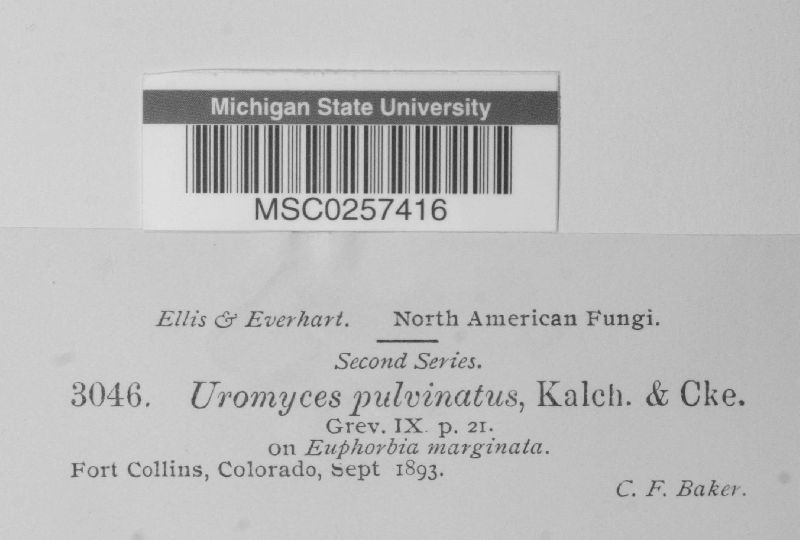 Michigan State University
MSC0257416
Ellis & Everhart. North American Fungi.
Second Series.
3046. Uromyces pulvinatus, Kalch. & Cke.
Grev. IX. p. 21.
on Euphorbia marginata.
Fort Collins, Colorado, Sept 1893.
C. F. Baker.